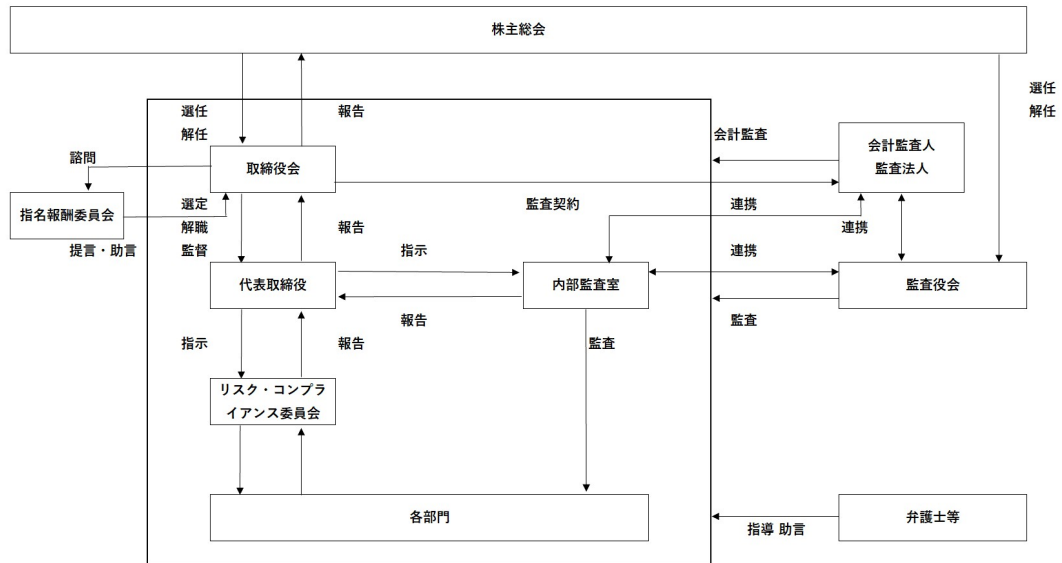 株主総会
選任
解任
報告
選任
解任
会計監査
会計監査人
監査法人
諮問
取締役会
指名報酬委員会
提言・助言
選定
解職
監督
報告
監査契約
連携
連携
指示
連携
代表取締役
内部監査室
監査役会
報告
監査
指示
報告
監査
リスク・コンプラ
イアンス委員会
各部門
指導 助言
弁護士等